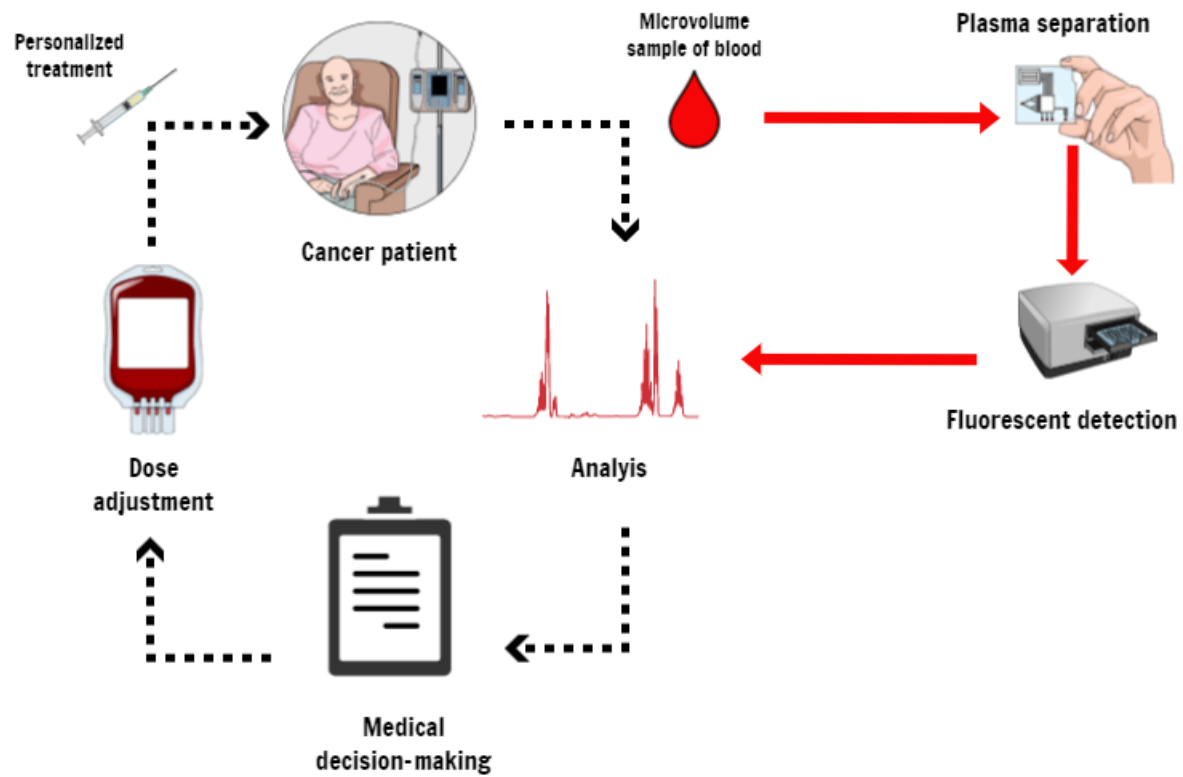 Personalized
treatment
Microvolume
sample of blood
Plasma separation
Cancer patient
Fluorescent detection
Dose
adjustment
Analyis
Medical
decision-making